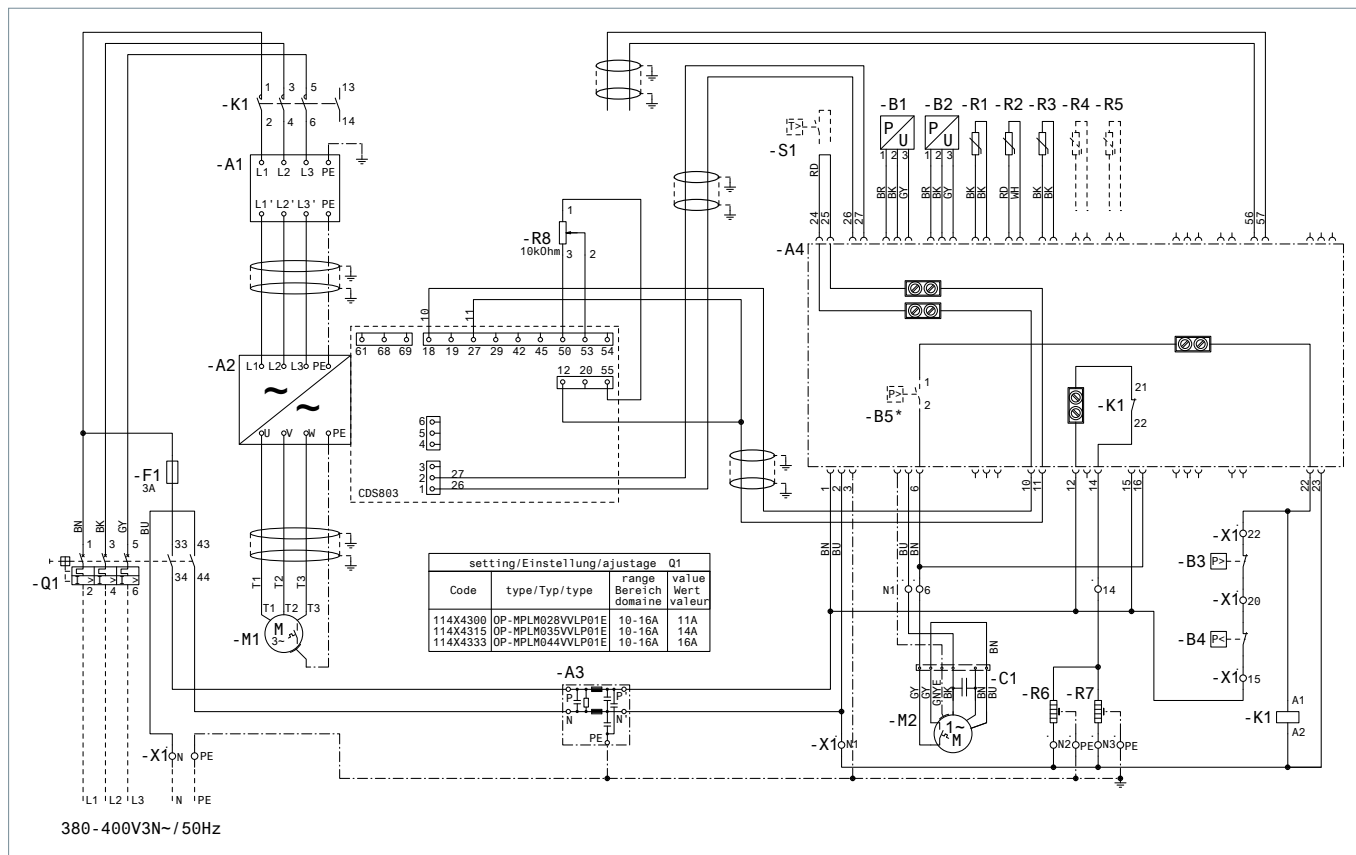 1 3 5 13
-K1
2 4 6 14
-A1
L1 L2 L3 PE
L1' L2' L3' PE
-A2
L1 L2 L3 PE
~
~
U V W PE
-F1
3A
BN BK GY BU
1 3 5 33 43
-Q1
I> I> I>
2 4 6 34 44
T1 T2 T3
T1 T2 T3
-M1
M
3~
-X1 N PE
L1 L2 L3 N PE
380-400V3N~/50Hz
-R8
10kOhm
1
3 2
10 11
61 68 69 18 19 27 29 42 45 50 53 54
12 20 55
6
5
4
3
2 27
1 26
CDS803
setting/Einstellung/ajustage Q1
Code type/Typ/type range Bereich domaine value Wert valeur
114X4300 OP-MPLM028VVLP01E 10-16A 11A
114X4315 OP-MPLM035VVLP01E 10-16A 14A
114X4333 OP-MPLM044VVLP01E 10-16A 16A
-A3
P P'
N N'
PE
-S1
T>
RD
-B1 -B2 -R1 -R2 -R3 -R4 -R5
P U P U
1 2 3 1 2 3
BR BK GY BR BK GY BK BK RD WH BK BK
24 25 26 27 56 57
-A4
P>
-B5*
1
2
-K1
21
22
1 2 3 6 10 11 12 14 15 16 22 23
BN BU BU BN
N1 6 14
-C1
BN
GY GY GNYE BK BN BU
-M2
1~
M
-X1 N1
-R6 -R7
N2 PE N3 PE
-X1 22
-B3 P>
-X1 20
-B4 P<
-X1 15
-K1
A1
A2